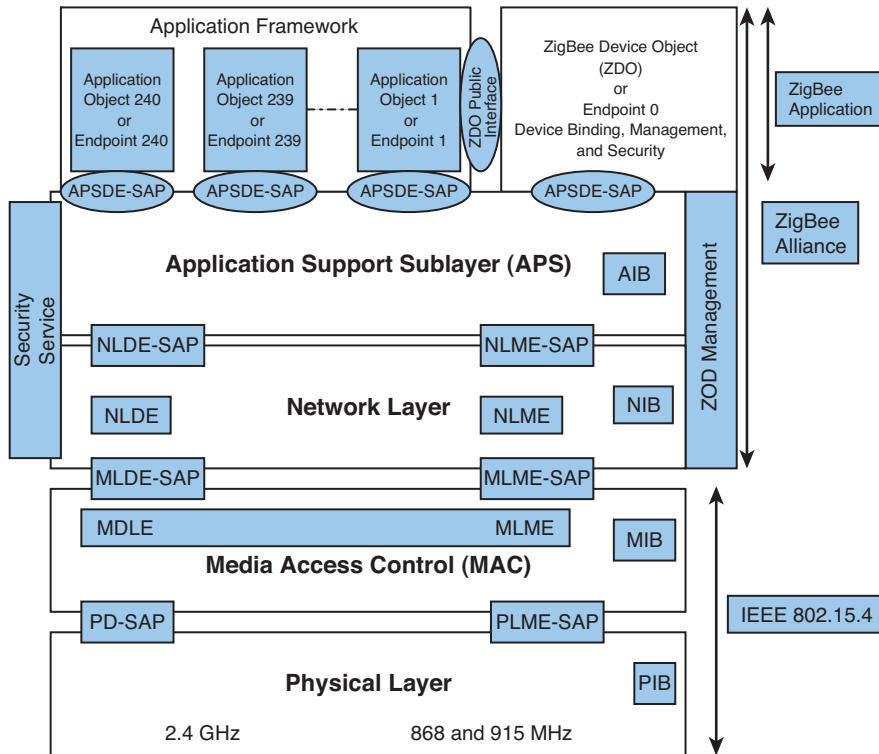 Application Framework
Application
Object 240
or
Endpoint 240
Application
Object 239
or
Endpoint 239
Application
Object 1
or
Endpoint 1
ZDO Public
Interface
ZigBee Device Object
(ZDO)
or
Endpoint 0
Device Binding, Management,
and Security
ZigBee
Application
APSDE-SAP
APSDE-SAP
APSDE-SAP
APSDE-SAP
ZigBee
Alliance
Security
Service
Application Support Sublayer (APS)
AIB
ZOD Management
NLDE-SAP
NLME-SAP
Network Layer
NLDE
NLME
NIB
MLDE-SAP
MLME-SAP
MDLE
MLME
MIB
Media Access Control (MAC)
PD-SAP
PLME-SAP
IEEE 802.15.4
Physical Layer
PIB
2.4 GHz
868 and 915 MHz